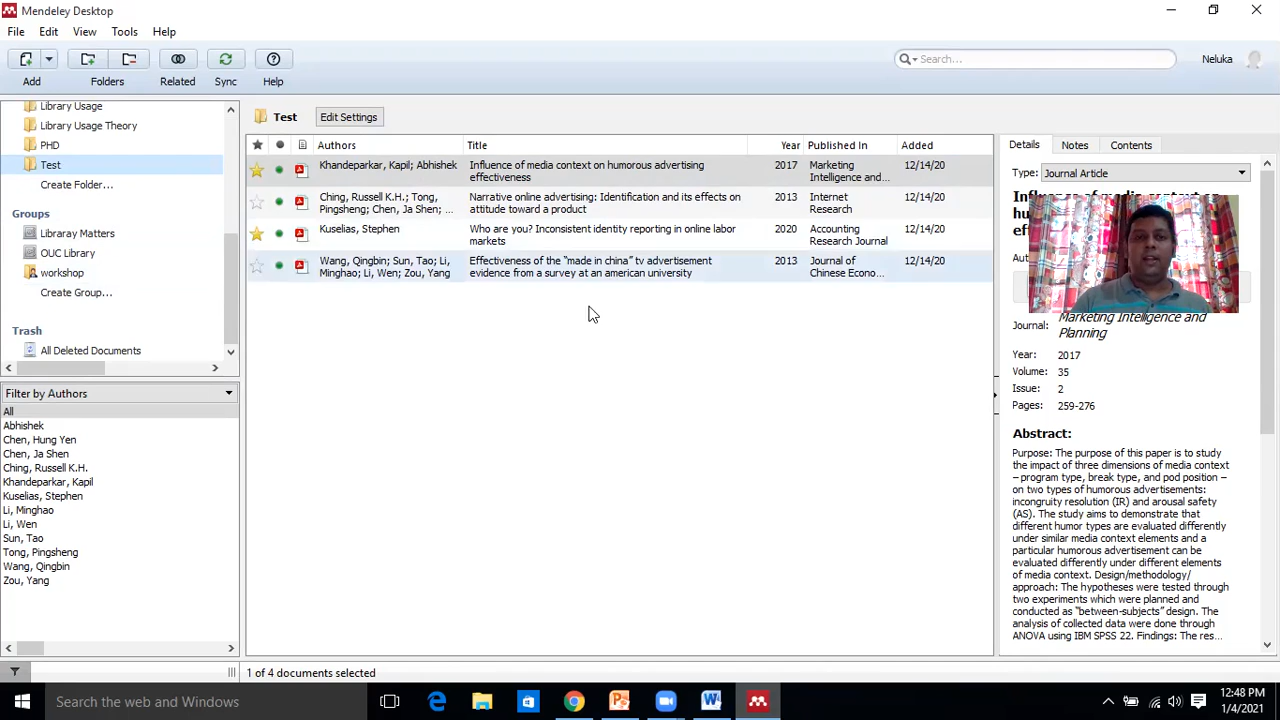 Mendeley Desktop
File Edit View Tools Help
Add Folders Related Sync Help
Search...
Neluka
Library Usage
Library Usage Theory
PHD
Test
Create Folder...
Groups
Libraray Matters
OUC Library
workshop
Create Group...
Trash
All Deleted Documents
Filter by Authors
All
Abhishek
Chen, Hung Yen
Chen, Ja Shen
Ching, Russell K.H.
Khandeparkar, Kapil
Kuselias, Stephen
Li, Minghao
Li, Wen
Sun, Tao
Tong, Pingsheng
Wang, Qingbin
Zou, Yang
Test Edit Settings
Authors Title Year Published In Added
Khandeparkar, Kapil; Abhishek Influence of media context on humorous advertising 2017 Marketing 12/14/20
effectiveness Intelligence and...
Ching, Russell K.H.; Tong, Narrative online advertising: Identification and its effects on 2013 Internet 12/14/20
Pingsheng; Chen, Ja Shen; ... attitude toward a product Research
Kuselias, Stephen Who are you? Inconsistent identity reporting in online labor 2020 Accounting 12/14/20
markets Research Journal
Wang, Qingbin; Sun, Tao; Li, Effectiveness of the “made in china” tv advertisement 2013 Journal of 12/14/20
Minghao; Li, Wen; Zou, Yang evidence from a survey at an american university Chinese Econo...
Details Notes Contents
Type: Journal Article
Journal: Marketing Intelligence and
Planning
Year: 2017
Volume: 35
Issue: 2
Pages: 259-276
Abstract:
Purpose: The purpose of this paper is to study
the impact of three dimensions of media context
– program type, break type, and pod position –
on two types of humorous advertisements:
incongruity resolution (IR) and arousal safety
(AS). The study aims to demonstrate that
different humor types are evaluated differently
under similar media context elements and a
particular humorous advertisement can be
evaluated differently under different elements
of media context. Design/methodology/
approach: The hypotheses were tested through
two experiments which were planned and
conducted as “between-subjects” design. The
analysis of collected data were done through
ANOVA using IBM SPSS 22. Findings: The res...
1 of 4 documents selected
Search the web and Windows
12:48 PM
1/4/2021